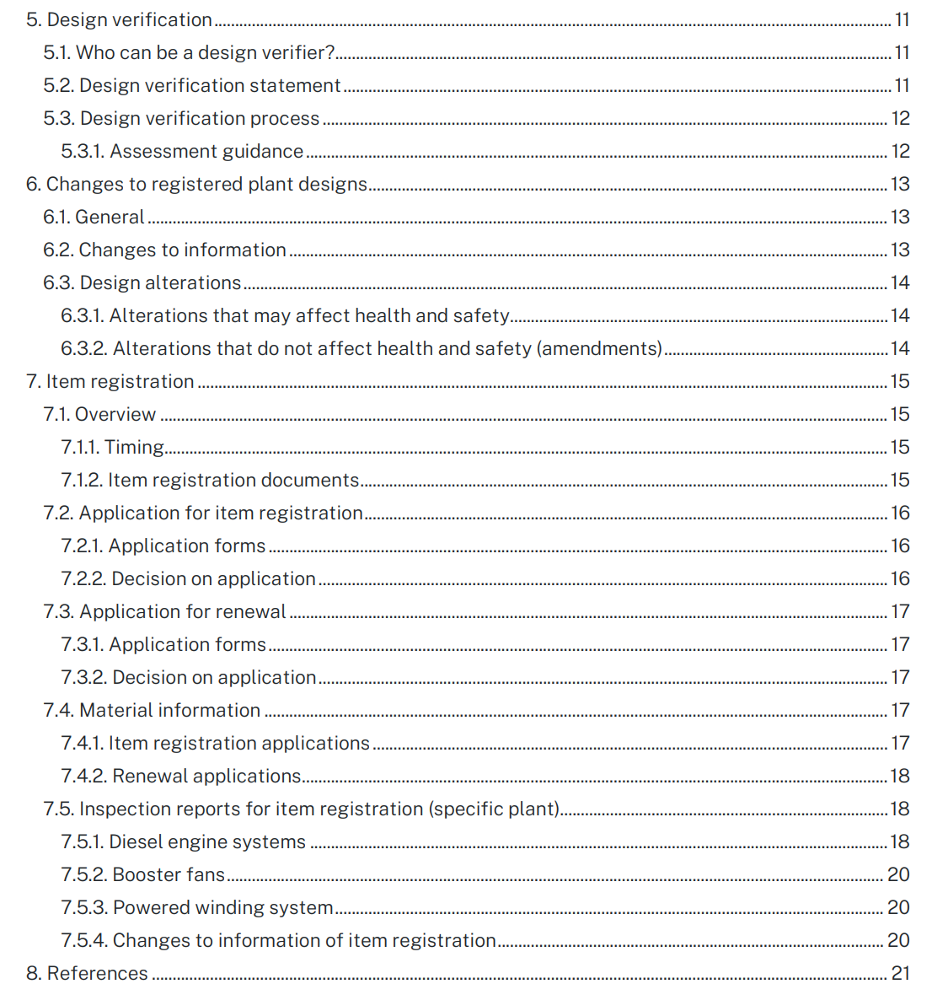 5. Design verification 11
5.1. Who can be a design verifier? 11
5.2. Design verification statement 11
5.3. Design verification process 12
5.3.1. Assessment guidance 12
6. Changes to registered plant designs 13
6.1. General 13
6.2. Changes to information 13
6.3. Design alterations 14
6.3.1. Alterations that may affect health and safety 14
6.3.2. Alterations that do not affect health and safety (amendments) 14
7. Item registration 15
7.1. Overview 15
7.1.1. Timing 15
7.1.2. Item registration documents 15
7.2. Application for item registration 16
7.2.1. Application forms 16
7.2.2. Decision on application 16
7.3. Application for renewal 17
7.3.1. Application forms 17
7.3.2. Decision on application 17
7.4. Material information 17
7.4.1. Item registration applications 17
7.4.2. Renewal applications 18
7.5. Inspection reports for item registration (specific plant) 18
7.5.1. Diesel engine systems 18
7.5.2. Booster fans 20
7.5.3. Powered winding system 20
7.5.4. Changes to information of item registration 20
8. References 21